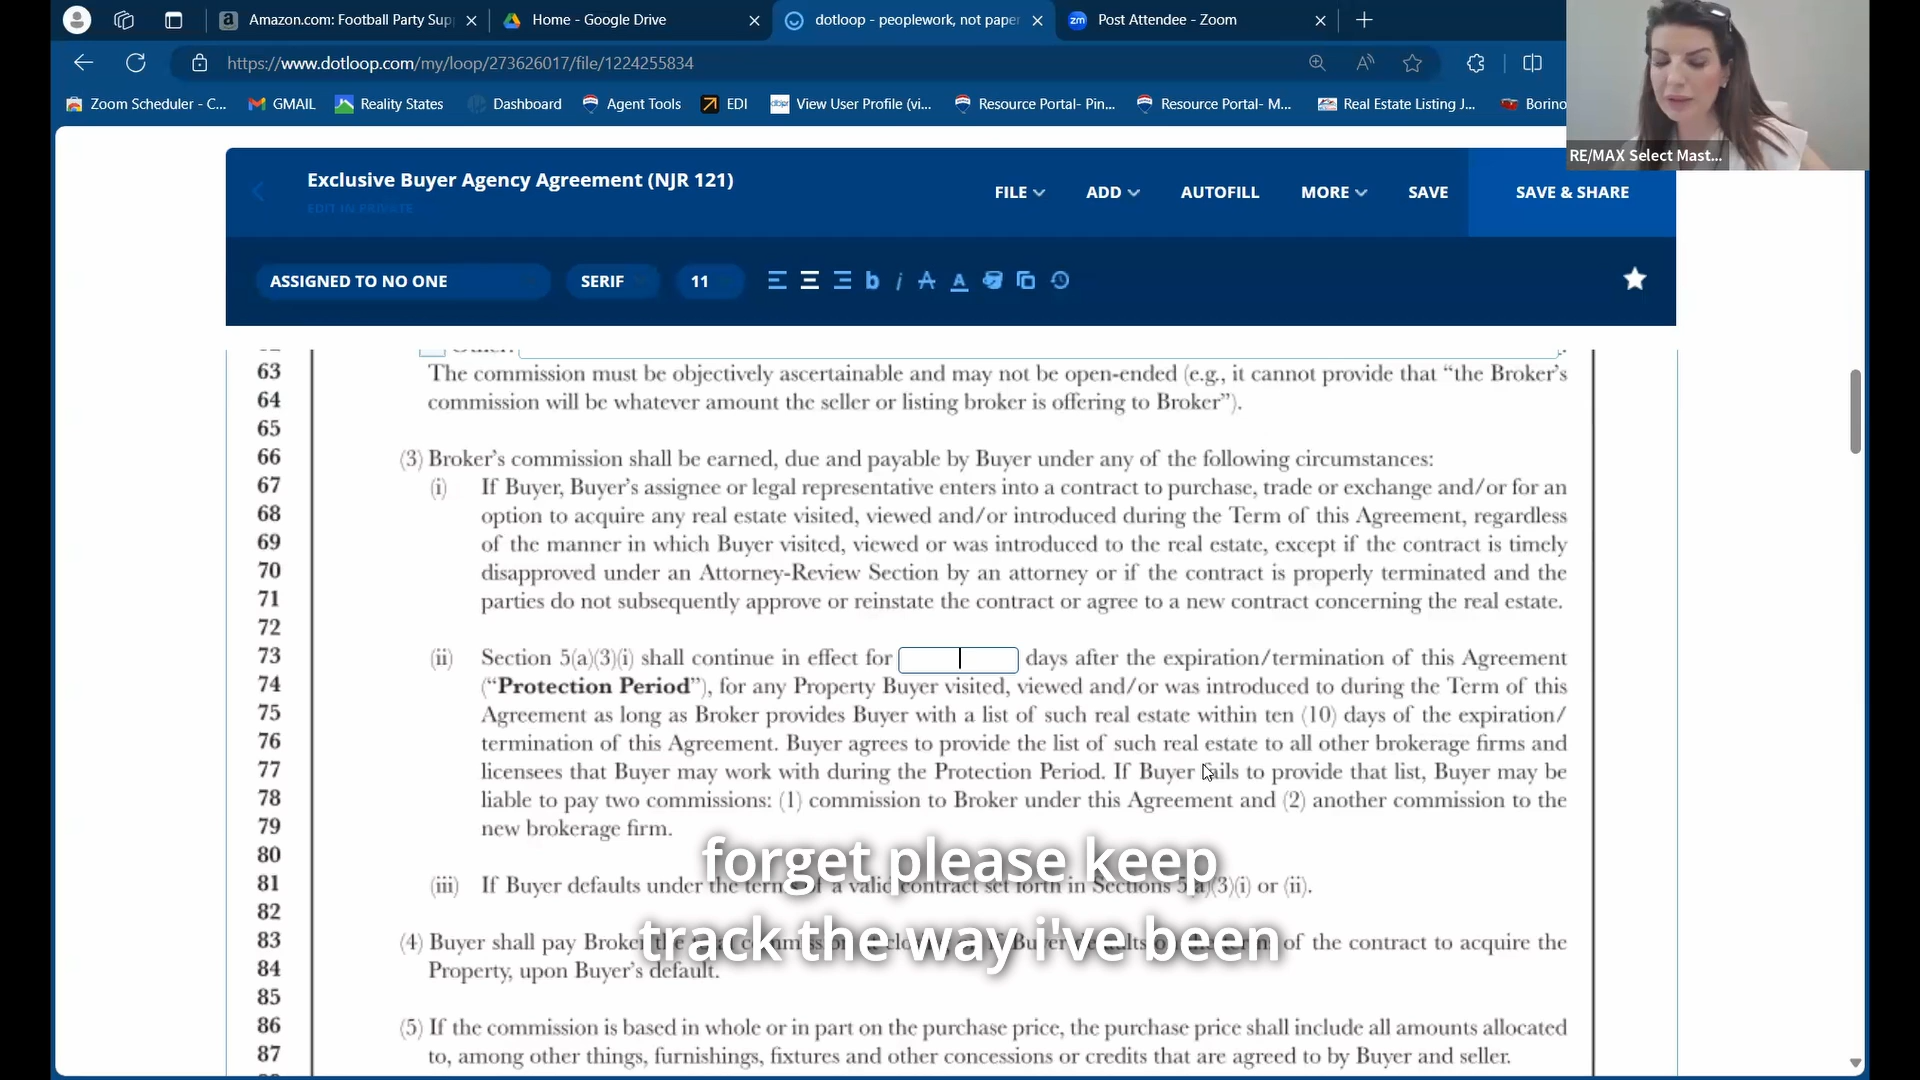 Amazon.com: Football Party Sup
Home - Google Drive
dotloop - peoplework, not paper
zm Post Attendee - Zoom
https://www.dotloop.com/my/loop/273626017/file/1224255834
Zoom Scheduler - C...
GMAIL
Reality States
Dashboard
Agent Tools
EDI
View User Profile (vi...
Resource Portal- Pin...
Resource Portal- M...
Real Estate Listing J...
Borino
RE/MAX Select Mast...
Exclusive Buyer Agency Agreement (NJR 121)
EDIT IN PRIVATE
FILE ADD AUTOFILL MORE SAVE SAVE & SHARE
ASSIGNED TO NO ONE SERIF 11
63 The commission must be objectively ascertainable and may not be open-ended (e.g., it cannot provide that “the Broker’s
64 commission will be whatever amount the seller or listing broker is offering to Broker”).
65
66 (3) Broker’s commission shall be earned, due and payable by Buyer under any of the following circumstances:
67 (i) If Buyer, Buyer’s assignee or legal representative enters into a contract to purchase, trade or exchange and/or for an
68 option to acquire any real estate visited, viewed and/or introduced during the Term of this Agreement, regardless
69 of the manner in which Buyer visited, viewed or was introduced to the real estate, except if the contract is timely
70 disapproved under an Attorney-Review Section by an attorney or if the contract is properly terminated and the
71 parties do not subsequently approve or reinstate the contract or agree to a new contract concerning the real estate.
72
73 (ii) Section 5(a)(3)(i) shall continue in effect for days after the expiration/termination of this Agreement
74 (“Protection Period”), for any Property Buyer visited, viewed and/or was introduced to during the Term of this
75 Agreement as long as Broker provides Buyer with a list of such real estate within ten (10) days of the expiration/
76 termination of this Agreement. Buyer agrees to provide the list of such real estate to all other brokerage firms and
77 licensees that Buyer may work with during the Protection Period. If Buyer fails to provide that list, Buyer may be
78 liable to pay two commissions: (1) commission to Broker under this Agreement and (2) another commission to the
79 new brokerage firm.
80
81 (iii) If Buyer defaults under the terms of a valid contract set forth in Sections 5(a)(3)(i) or (ii).
82
83 (4) Buyer shall pay Broker the commission Buyer defaults of the contract to acquire the
84 Property, upon Buyer’s default.
85
86 (5) If the commission is based in whole or in part on the purchase price, the purchase price shall include all amounts allocated
87 to, among other things, furnishings, fixtures and other concessions or credits that are agreed to by Buyer and seller.
forget please keep
track the way i've been